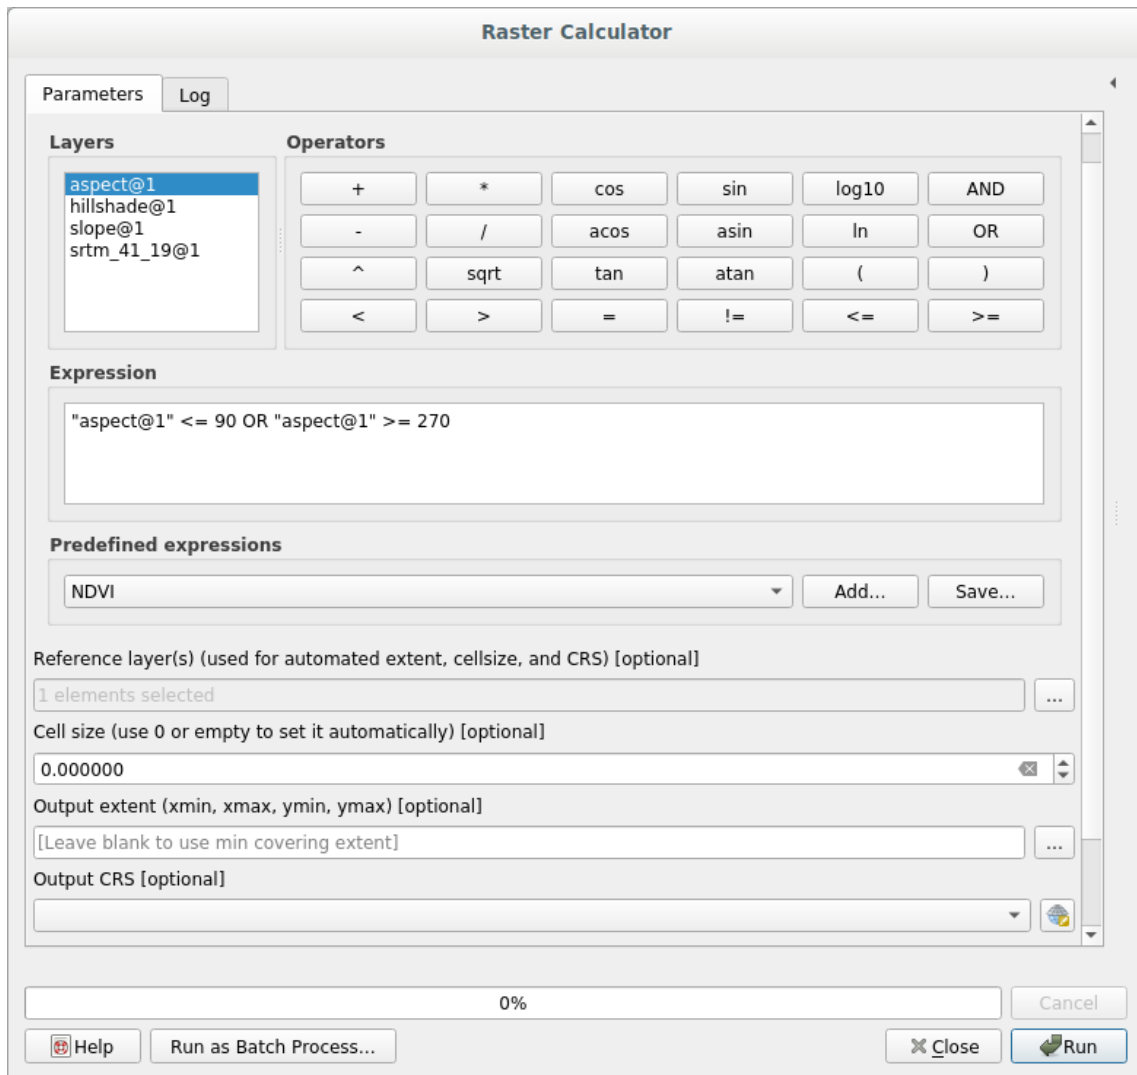 Raster Calculator
Parameters Log
Layers Operators
aspect@1
hillshade@1
slope@1
srtm_41_19@1
+ * cos sin log10 AND
- / acos asin ln OR
^ sqrt tan atan ( )
< > = != <= >=
Expression
"aspect@1" <= 90 OR "aspect@1" >= 270
Predefined expressions
NDVI Add... Save...
Reference layer(s) (used for automated extent, cellsize, and CRS) [optional]
1 elements selected ...
Cell size (use 0 or empty to set it automatically) [optional]
0.000000
Output extent (xmin, xmax, ymin, ymax) [optional]
[Leave blank to use min covering extent] ...
Output CRS [optional]
0% Cancel
Help Run as Batch Process... Close Run